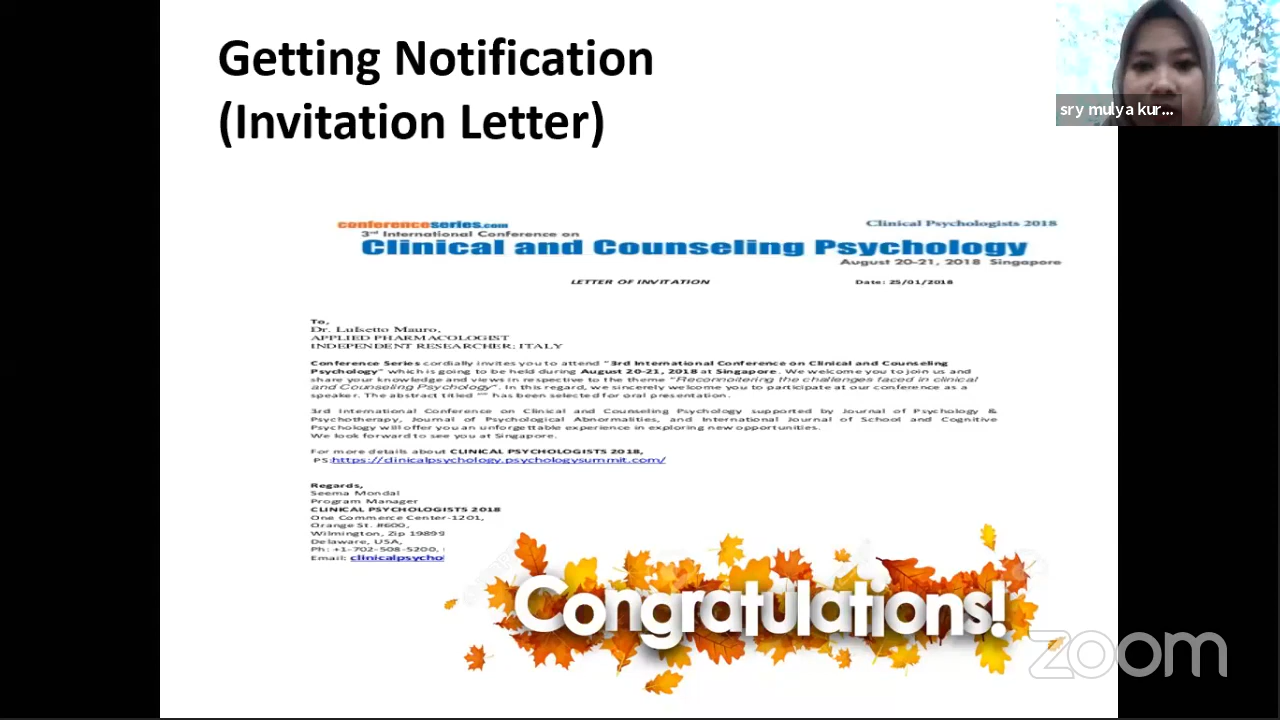 Getting Notification
(Invitation Letter)
sry mulya kur...
conferenceseries.com
Clinical Psychologists 2018
3rd International Conference on
Clinical and Counseling Psychology
August 20-21, 2018 Singapore
LETTER OF INVITATION
Date: 25/01/2018
To,
Dr. Luisetto Mauro,
APPLIED PHARMACOLOGIST
INDEPENDENT RESEARCHER; ITALY
Conference Series cordially invites you to attend "3rd International Conference on Clinical and Counseling
Psychology" which is going to be held during August 20-21, 2018 at Singapore. We welcome you to join us and
share your knowledge and views in respective to the theme "Reconnoitering the challenges faced in clinical
and Counseling Psychology". In this regard, we sincerely welcome you to participate at our conference as a
speaker. The abstract titled "" has been selected for oral presentation.
3rd International Conference on Clinical and Counseling Psychology supported by Journal of Psychology &
Psychotherapy, Journal of Psychological Abnormalities, and International Journal of School and Cognitive
Psychology will offer you an unforgettable experience in exploring new opportunities.
We look forward to see you at Singapore.
For more details about CLINICAL PSYCHOLOGISTS 2018,
PS:https://clinicalpsychology.psychologysummit.com/
Regards,
Seema Mondal
Program Manager
CLINICAL PSYCHOLOGISTS 2018
One Commerce Center-1201,
Orange St. #600,
Wilmington, Zip 19899
Delaware, USA,
Ph: +1-702-508-5200,
Email: clinicalpsycho
Congratulations!
zoom